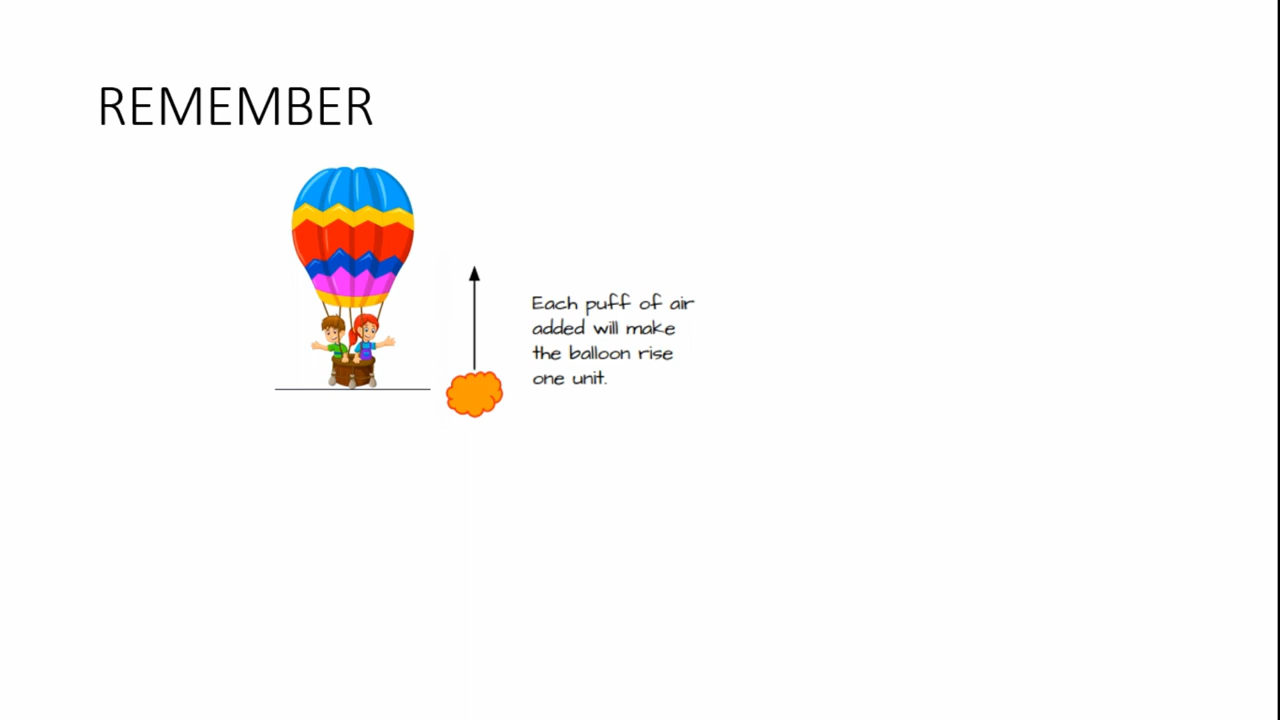 REMEMBER
Each puff of air
added will make
the balloon rise
one unit.